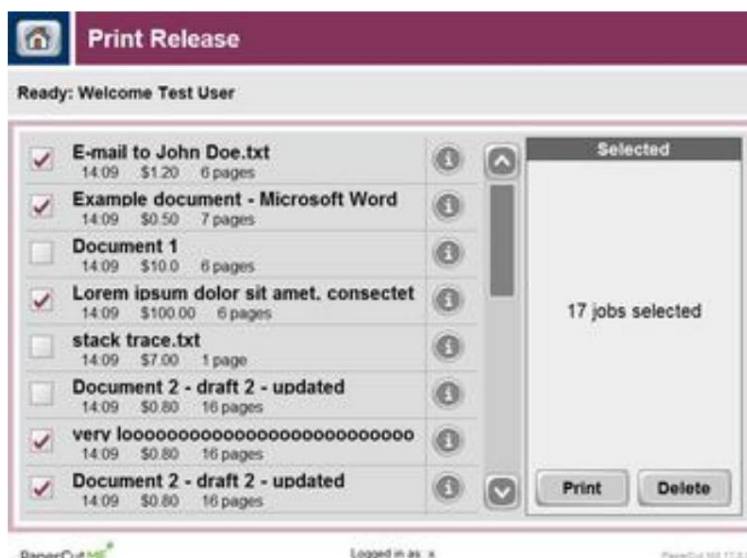 Print Release
Ready: Welcome Test User
E-mail to John Doe.txt
14:09 $1.20 6 pages
Example document - Microsoft Word
14:09 $0.50 7 pages
Document 1
14:09 $10.0 6 pages
Lorem ipsum dolor sit amet, consectet
14:09 $100.00 6 pages
stack trace.txt
14:09 $7.00 1 page
Document 2 - draft 2 - updated
14:09 $0.80 16 pages
very looooooooooooooooooooooooooo
14:09 $0.80 16 pages
Document 2 - draft 2 - updated
14:09 $0.80 16 pages
Selected
17 jobs selected
Print
Delete
PaperCut MF
Logged in as x